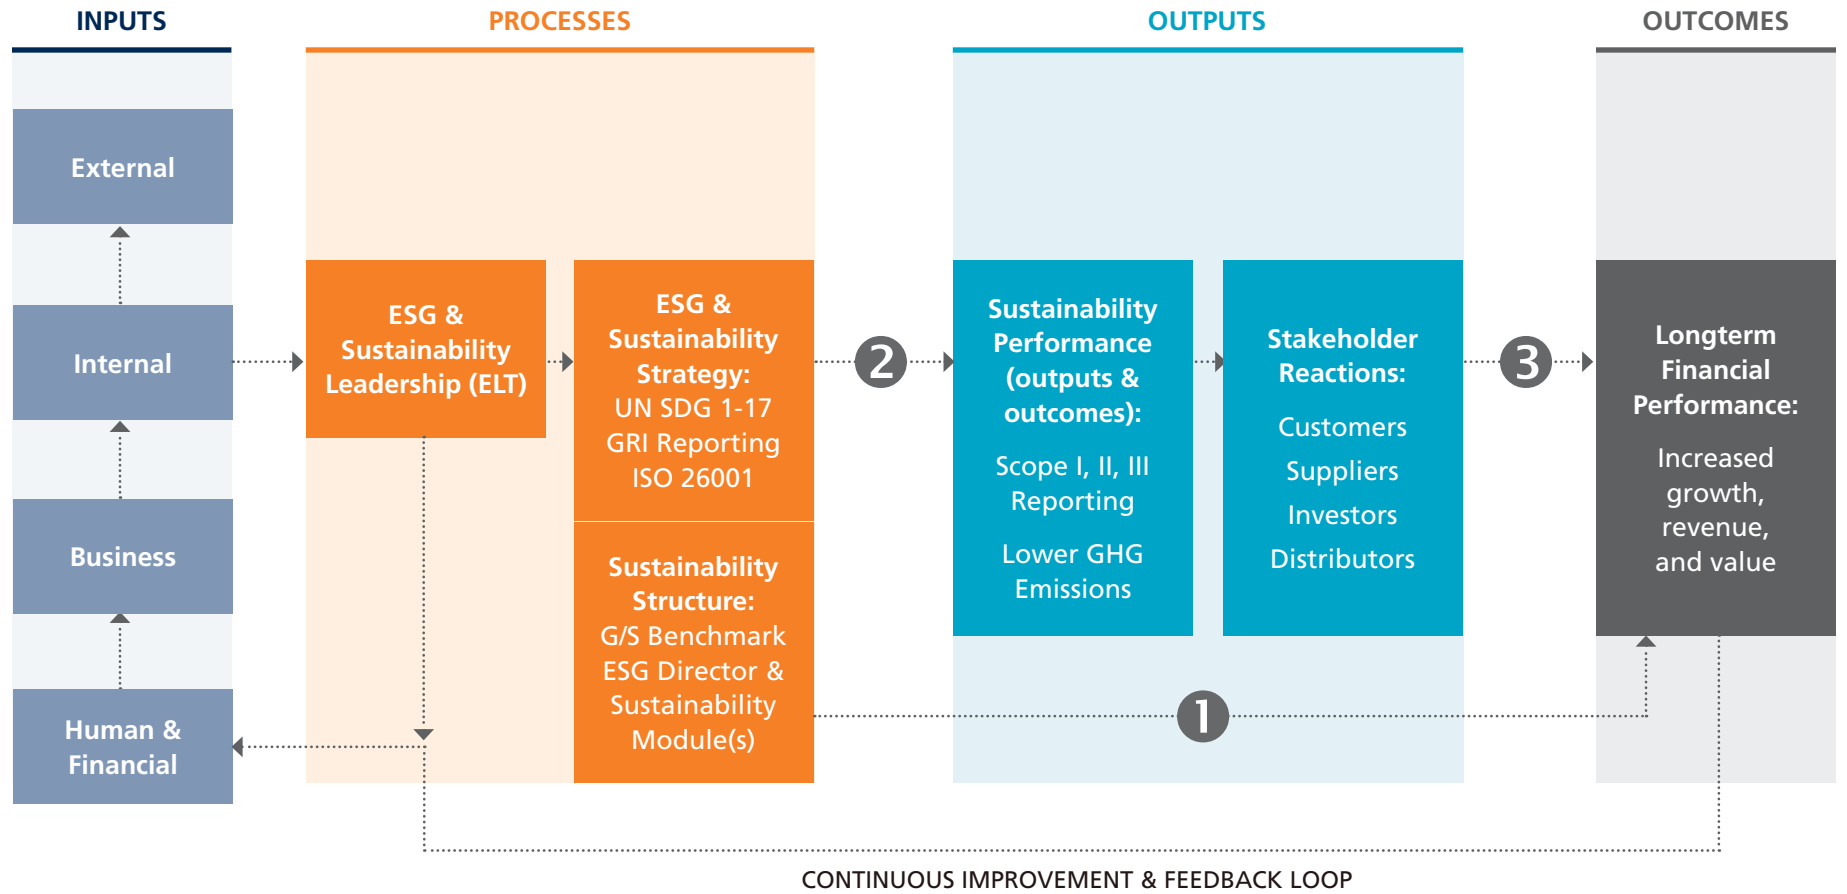 INPUTS
PROCESSES
OUTPUTS
OUTCOMES
External
Internal
Business
Human &
Financial
ESG &
Sustainability
Leadership (ELT)
ESG &
Sustainability
Strategy:
UN SDG 1-17
GRI Reporting
ISO 26001
Sustainability
Structure:
G/S Benchmark
ESG Director &
Sustainability
Module(s)
2
Sustainability
Performance
(outputs &
outcomes):
Scope I, II, III
Reporting
Lower GHG
Emissions
Stakeholder
Reactions:
Customers
Suppliers
Investors
Distributors
3
Longterm
Financial
Performance:
Increased
growth,
revenue,
and value
1
CONTINUOUS IMPROVEMENT & FEEDBACK LOOP